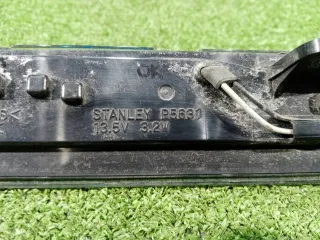 OK
S<
STANLEY P5631
13.5V 3.2W